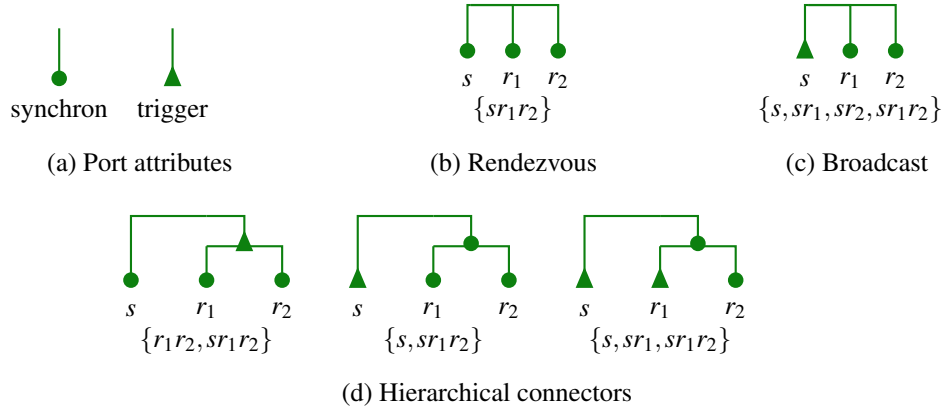 synchron trigger
(a) Port attributes
s r₁ r₂
{sr₁r₂}
(b) Rendezvous
s r₁ r₂
{s, sr₁, sr₂, sr₁r₂}
(c) Broadcast
s r₁ r₂
{r₁r₂, sr₁r₂}
s r₁ r₂
{s, sr₁r₂}
s r₁ r₂
{s, sr₁, sr₁r₂}
(d) Hierarchical connectors